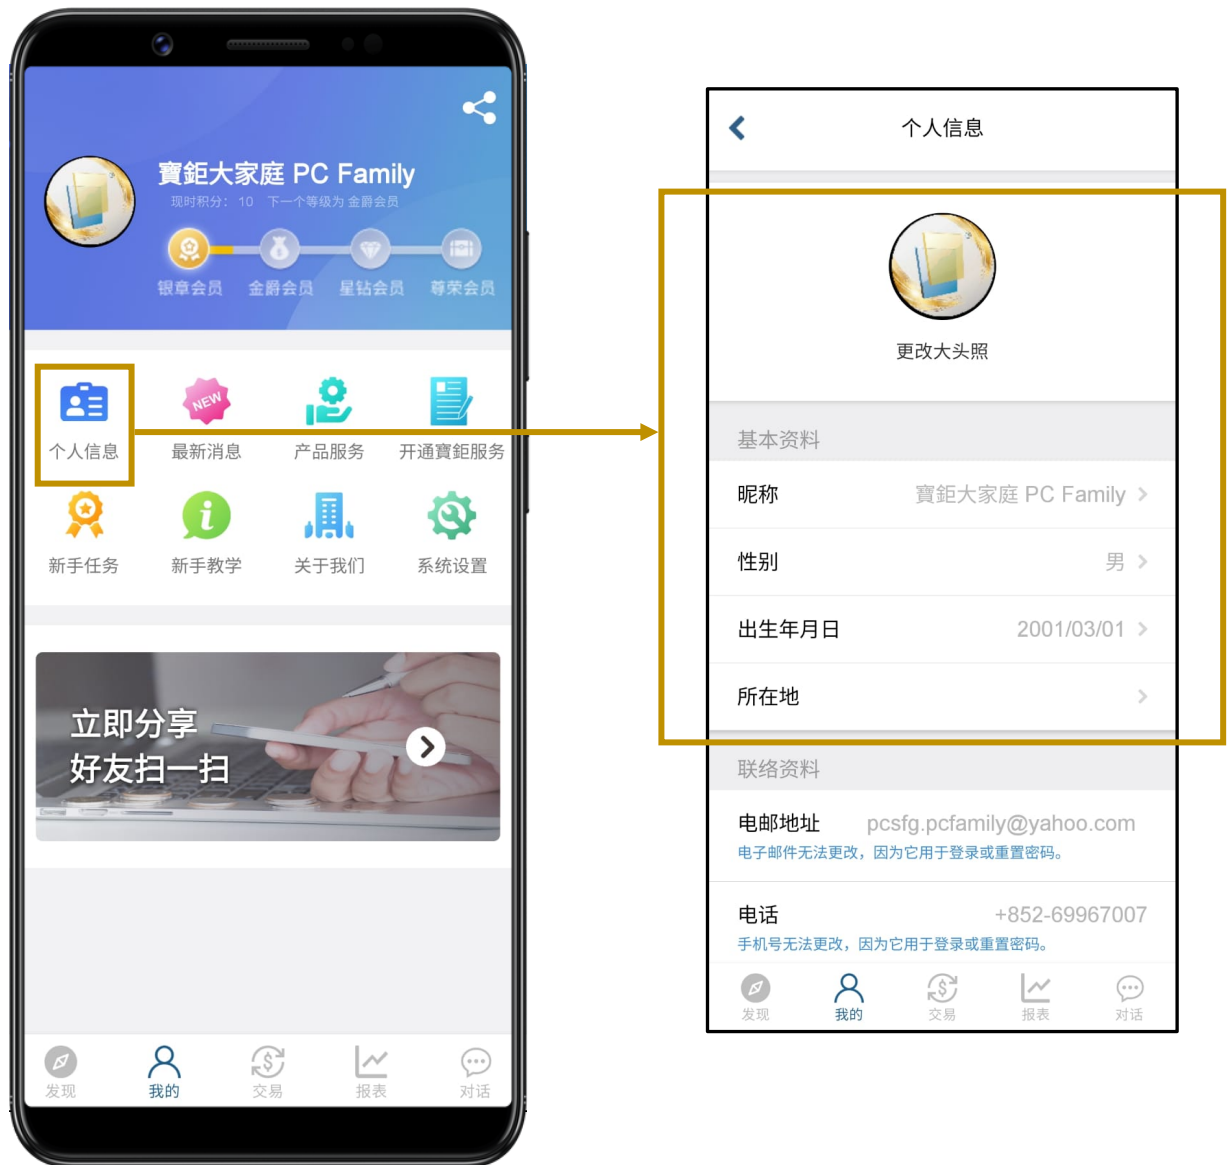 寶鉅大家庭 PC Family
现时积分： 10 下一个等级为 金爵会员
银章会员 金爵会员 星钻会员 尊荣会员
个人信息 最新消息 产品服务 开通寶鉅服务
NEW
新手任务 新手教学 关于我们 系统设置
立即分享
好友扫一扫
发现 我的 交易 报表 对话
个人信息
更改大头照
基本资料
昵称 寶鉅大家庭 PC Family
性别 男
出生年月日 2001/03/01
所在地
联络资料
电邮地址 pcsfg.pcfamily@yahoo.com
电子邮件无法更改，因为它用于登录或重置密码。
电话 +852-69967007
手机号无法更改，因为它用于登录或重置密码。
发现 我的 交易 报表 对话